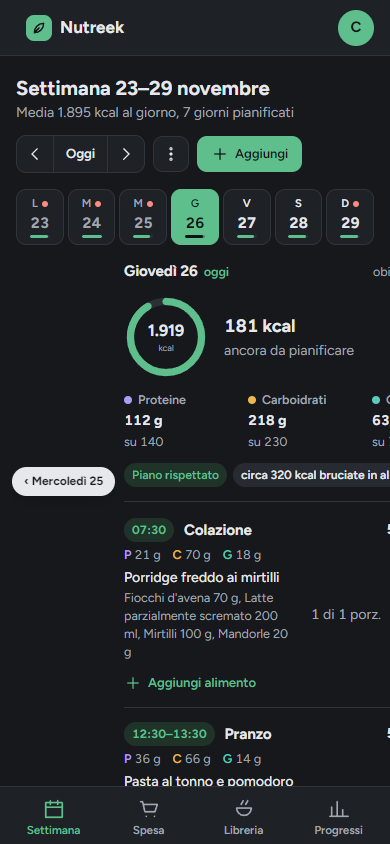 Nutreek
C
Settimana 23–29 novembre
Media 1.895 kcal al giorno, 7 giorni pianificati
Oggi
Aggiungi
L M M G V S D
23 24 25 26 27 28 29
Giovedì 26 oggi
obi
1.919
kcal
181 kcal
ancora da pianificare
Proteine Carboidrati G
112 g 218 g 63
su 140 su 230 su
Piano rispettato circa 320 kcal bruciate in al
‹ Mercoledì 25
07:30 Colazione
P 21 g C 70 g G 18 g
Porridge freddo ai mirtilli
Fiocchi d'avena 70 g, Latte
parzialmente scremato 200
ml, Mirtilli 100 g, Mandorle 20
g
1 di 1 porz.
Aggiungi alimento
12:30–13:30 Pranzo
P 36 g C 66 g G 14 g
Pasta al tonno e pomodoro
Settimana Spesa Libreria Progressi